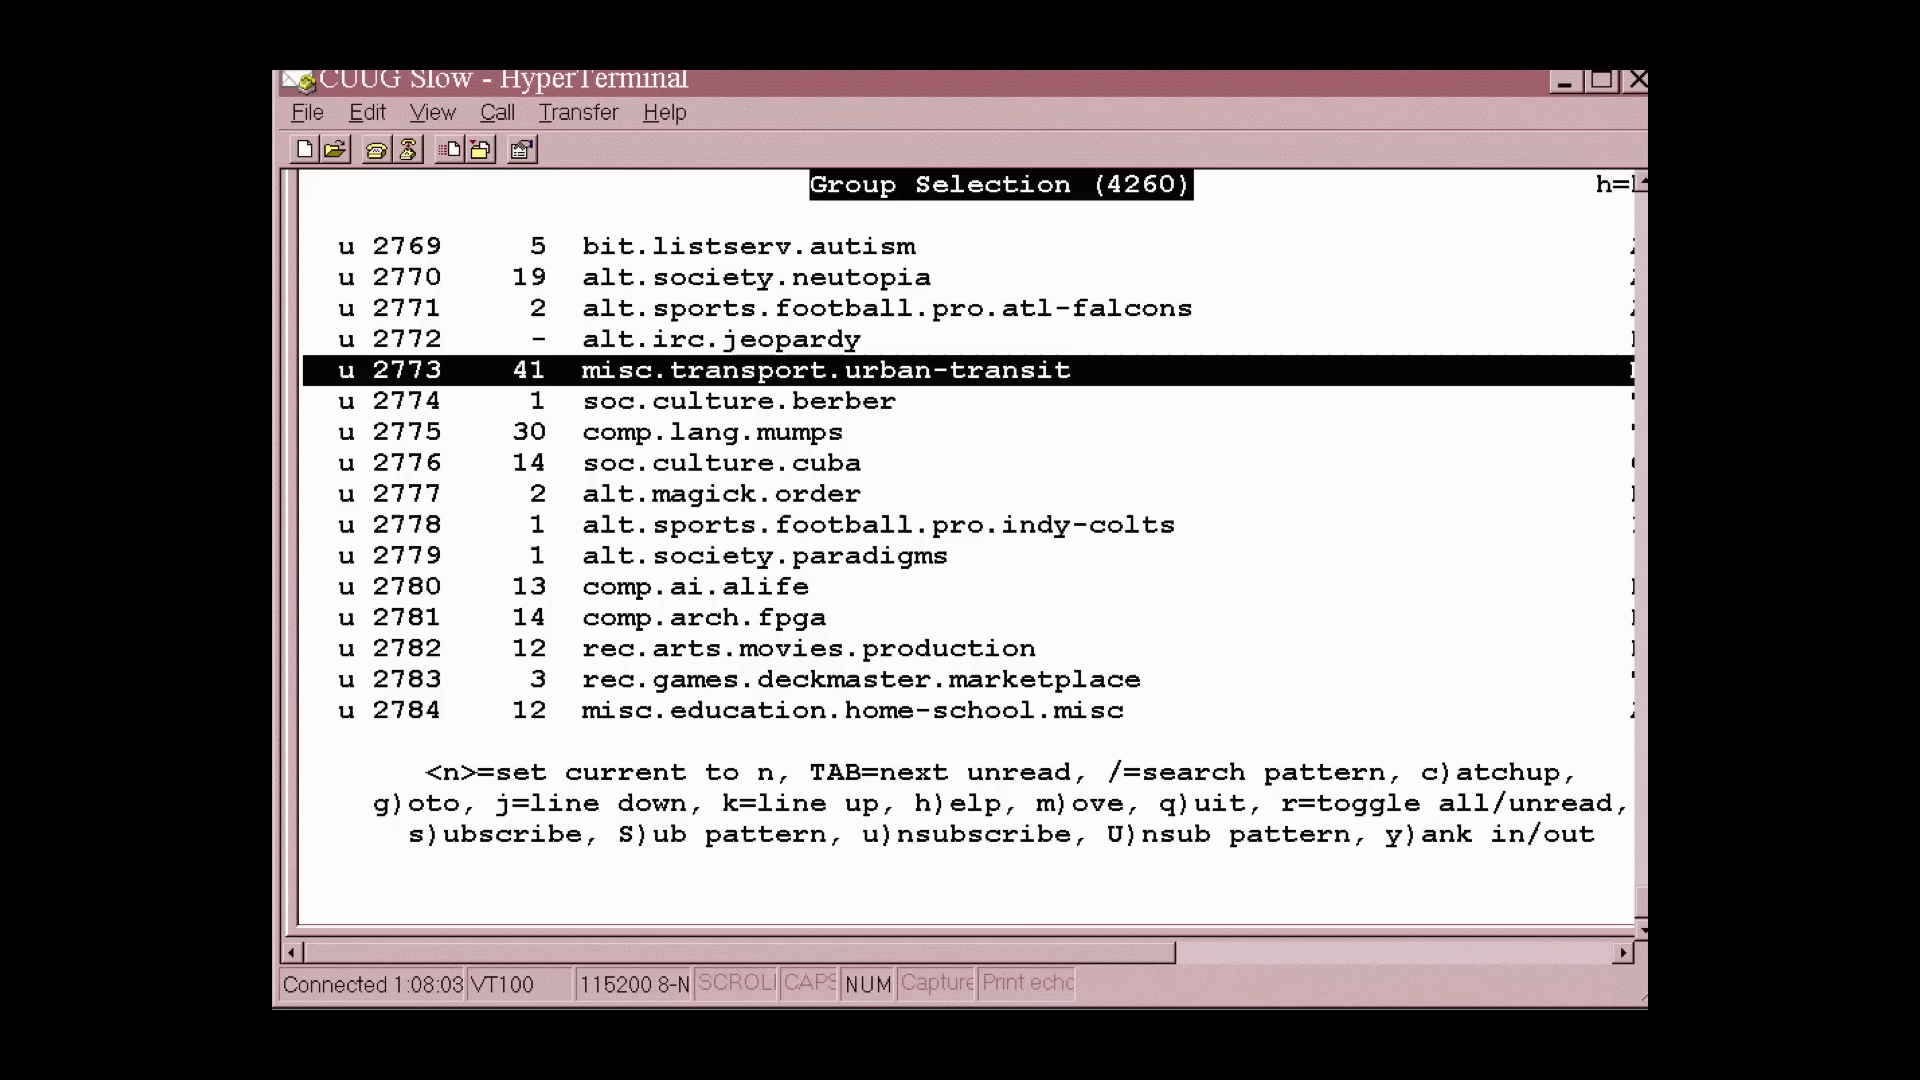 CUUG Slow - HyperTerminal
File Edit View Call Transfer Help
Group Selection (4260) h=
u 2769 5 bit.listserv.autism
u 2770 19 alt.society.neutopia
u 2771 2 alt.sports.football.pro.atl-falcons
u 2772 - alt.irc.jeopardy
u 2773 41 misc.transport.urban-transit
u 2774 1 soc.culture.berber
u 2775 30 comp.lang.mumps
u 2776 14 soc.culture.cuba
u 2777 2 alt.magick.order
u 2778 1 alt.sports.football.pro.indy-colts
u 2779 1 alt.society.paradigms
u 2780 13 comp.ai.alife
u 2781 14 comp.arch.fpga
u 2782 12 rec.arts.movies.production
u 2783 3 rec.games.deckmaster.marketplace
u 2784 12 misc.education.home-school.misc
<n>=set current to n, TAB=next unread, /=search pattern, c)atchup,
g)oto, j=line down, k=line up, h)elp, m)ove, q)uit, r=toggle all/unread,
s)ubscribe, S)ub pattern, u)nsubscribe, U)nsub pattern, y)ank in/out
Connected 1:08:03 VT100 115200 8-N SCROLL CAPS NUM Capture Print echo